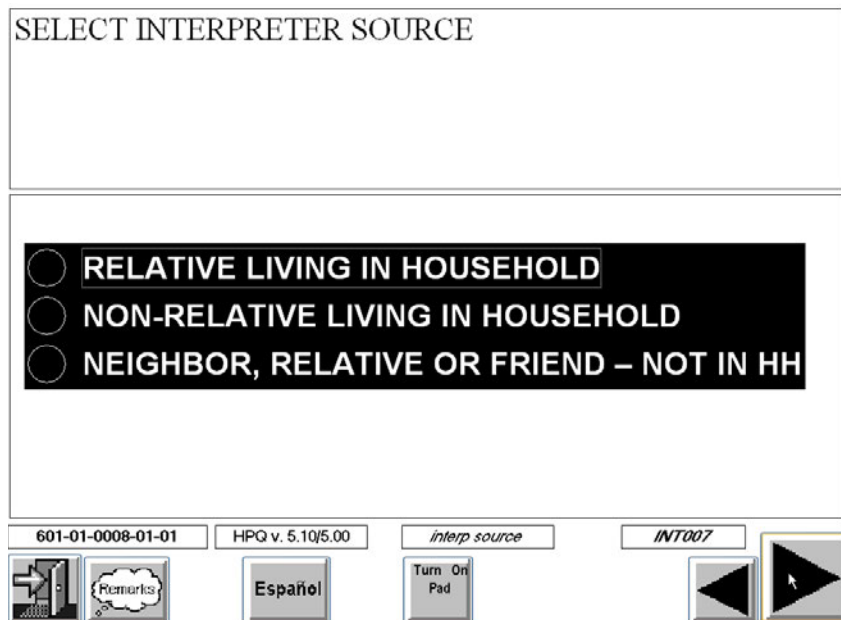 SELECT INTERPRETER SOURCE
RELATIVE LIVING IN HOUSEHOLD
NON-RELATIVE LIVING IN HOUSEHOLD
NEIGHBOR, RELATIVE OR FRIEND – NOT IN HH
601-01-0008-01-01 HPQ v. 5.10/5.00 interp source INT007
Remarks
Español
Turn On
Pad